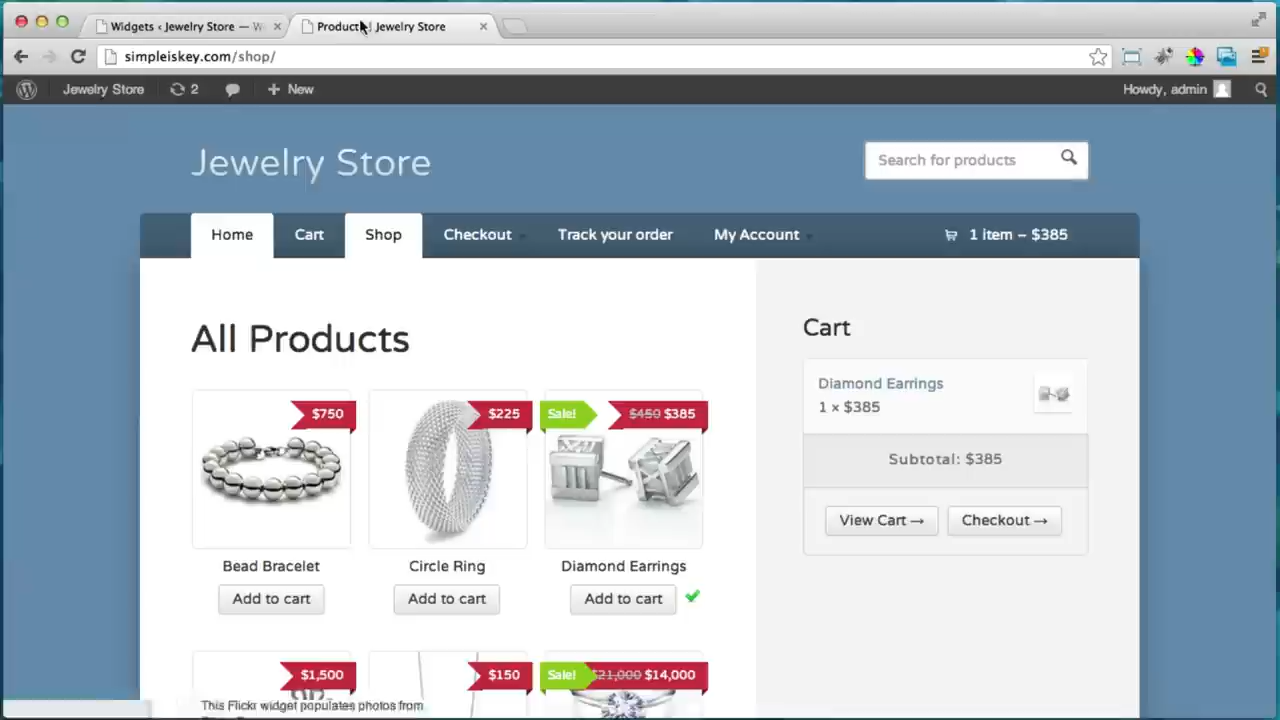 Widgets ‹ Jewelry Store —
Products | Jewelry Store
simpleiskey.com/shop/
Jewelry Store
2
+ New
Howdy, admin
Jewelry Store
Search for products
Home
Cart
Shop
Checkout
Track your order
My Account
1 item – $385
All Products
Cart
Diamond Earrings
1 × $385
Subtotal: $385
View Cart →
Checkout →
$750
$225
Sale!
$450 $385
Bead Bracelet
Circle Ring
Diamond Earrings
Add to cart
Add to cart
Add to cart
$1,500
$150
Sale!
$21,000 $14,000
This Flickr widget populates photos from